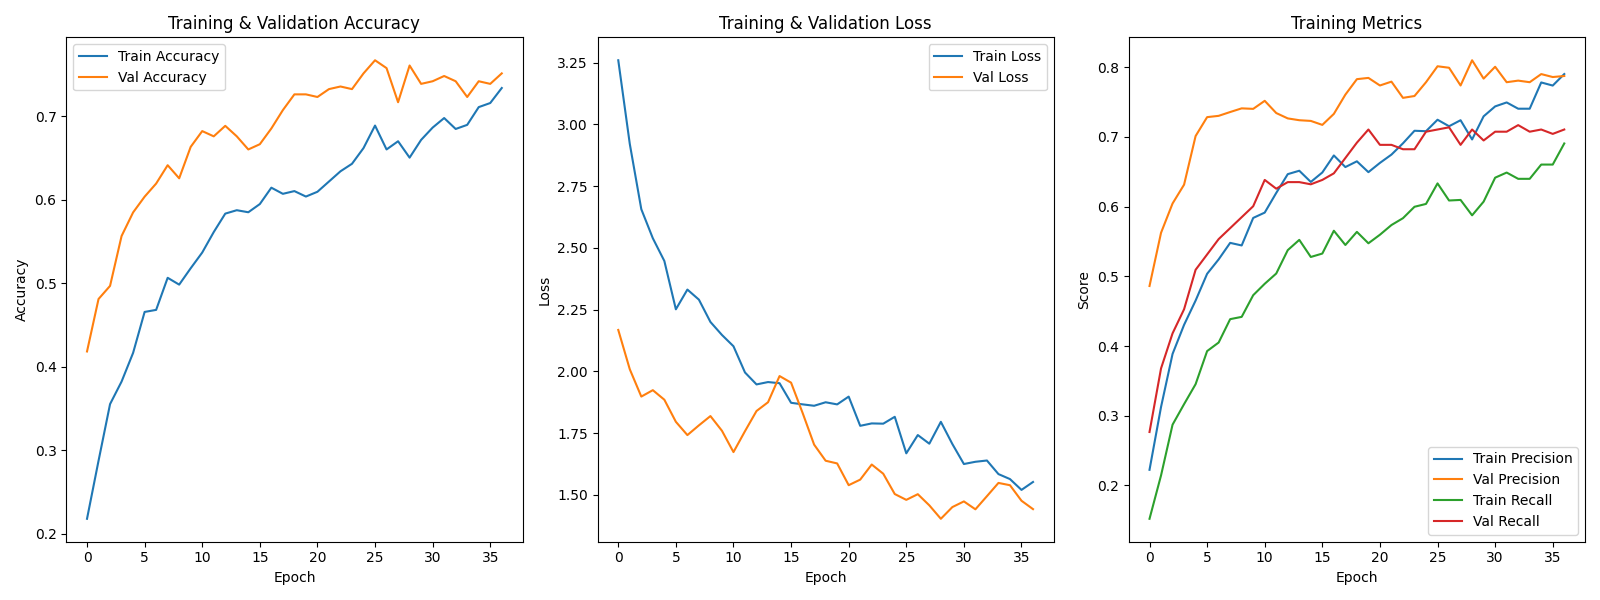 Training & Validation Accuracy
Train Accuracy
Val Accuracy
Accuracy
0.7
0.6
0.5
0.4
0.3
0.2
0 5 10 15 20 25 30 35
Epoch
Training & Validation Loss
Train Loss
Val Loss
Loss
3.25
3.00
2.75
2.50
2.25
2.00
1.75
1.50
0 5 10 15 20 25 30 35
Epoch
Training Metrics
Score
0.8
0.7
0.6
0.5
0.4
0.3
0.2
Train Precision
Val Precision
Train Recall
Val Recall
0 5 10 15 20 25 30 35
Epoch